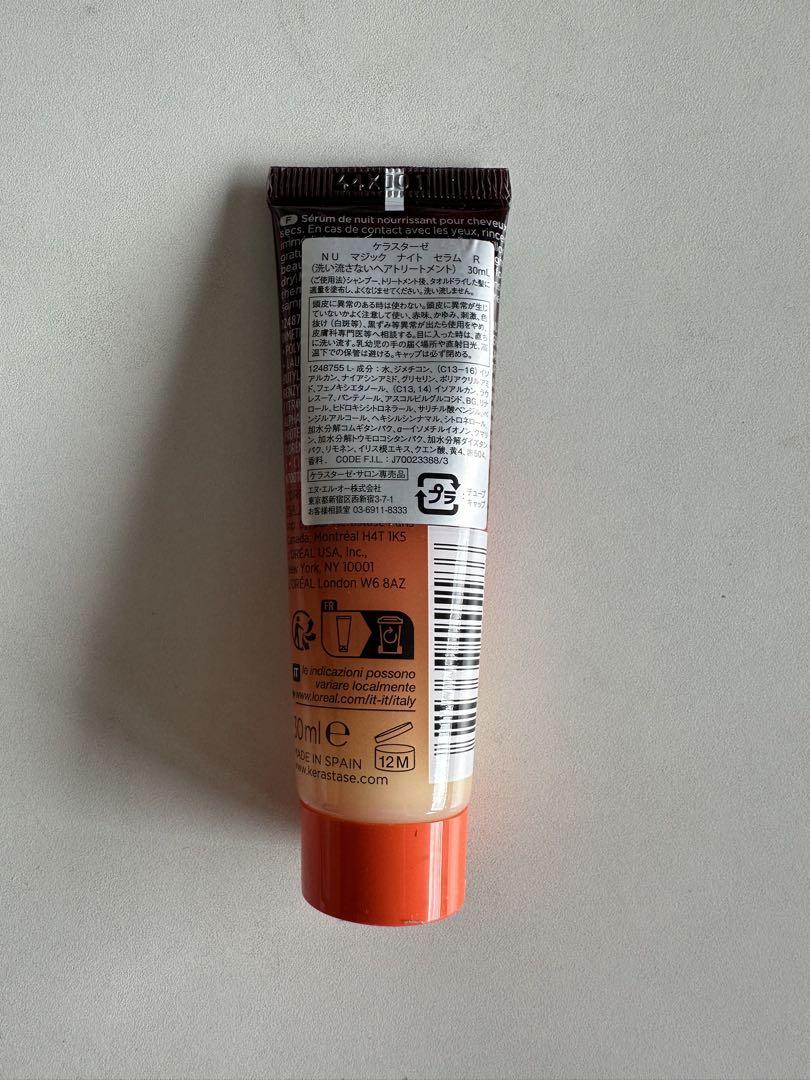 44X101
F Sérum de nuit nourrissant pour cheveux
secs. En cas de contact avec les yeux,
ケラスターゼ
NU マジック ナイト セラム R
(洗い流さないヘアトリートメント) 30mL
〈ご使用法〉シャンプー、トリートメント後、タオルドライした髪に
適量を塗布し、よくなじませてください。洗い流しません。
頭皮に異常のある時は使わない。頭皮に異常が生じ
ていないかよく注意して使い、赤味、かゆみ、刺激、色
抜け(白斑等)、黒ずみ等異常が出たら使用をやめ、
皮膚科専門医等へ相談する。目に入った時は、直ち
に洗い流す。乳幼児の手の届く場所や直射日光、高
温下での保管は避ける。キャップは必ず閉める。
1248755 L-成分:水、ジメチコン、(C13-16)イソ
アルカン、ナイアシンアミド、グリセリン、ポリアクリルアミ
ド、フェノキシエタノール、(C13,14)イソアルカン、ラウ
レス-7、パンテノール、アスコルビルグルコシド、BG、リナ
ロール、ヒドロキシシトロネラール、サリチル酸ベンジル、ベ
ンジルアルコール、ヘキシルシンナマル、シトロネロール、
加水分解コムギタンパク、α-イソメチルイオノン、クマリ
ン、加水分解トウモロコシタンパク、加水分解ダイズタン
パク、リモネン、イリス根エキス、クエン酸、黄4、赤504、
香料. CODE F.I.L.: J70023388/3
ケラスターゼ・サロン専売品
エヌ・エル・オー株式会社
東京都新宿区西新宿3-7-1
お客様相談室 03-6911-8333
プラ
:チューブ
キャップ
Canada, Montréal H4T 1K5
L'ORÉAL USA, Inc.,
New York, NY 10001
L'ORÉAL London W6 8AZ
FR
IT le indicazioni possono
variare localmente
www.loreal.com/it-it/italy
30ml e
MADE IN SPAIN
www.kerastase.com
12M